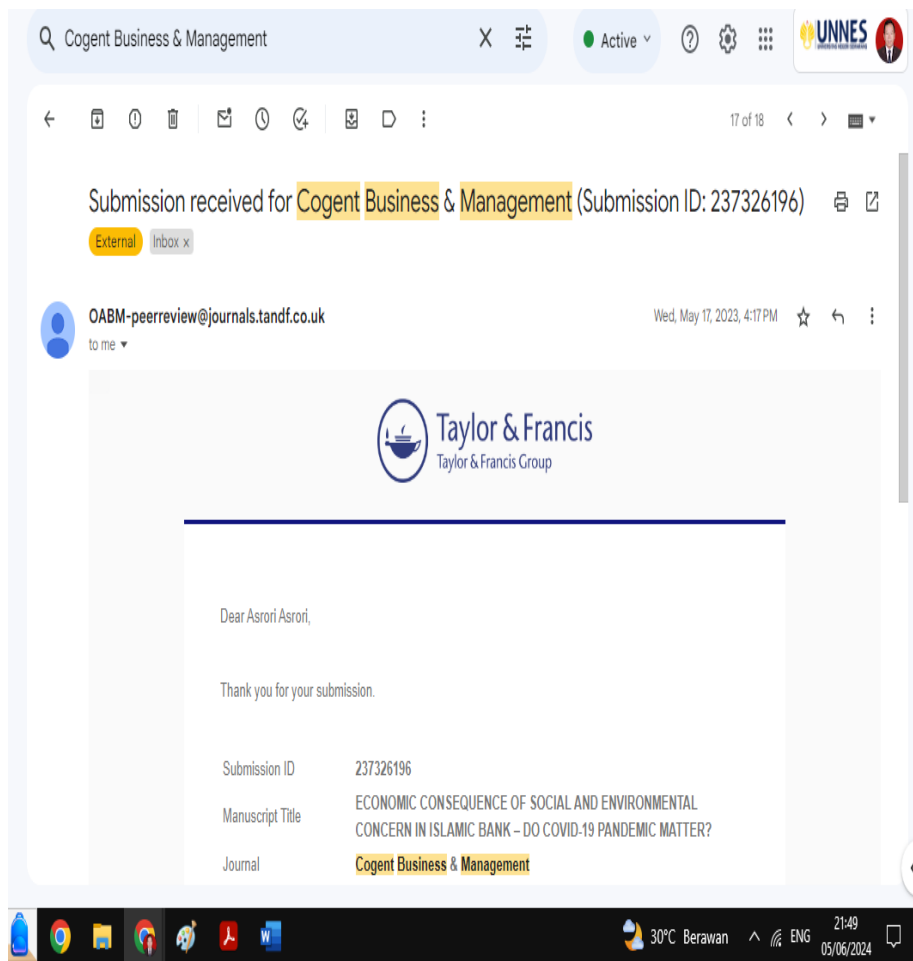 Cogent Business & Management
Active
UNNES
17 of 18
Submission received for Cogent Business & Management (Submission ID: 237326196)
External Inbox x
OABM-peerreview@journals.tandf.co.uk Wed, May 17, 2023, 4:17 PM
to me
Taylor & Francis
Taylor & Francis Group
Dear Asrori Asrori,
Thank you for your submission.
Submission ID 237326196
Manuscript Title ECONOMIC CONSEQUENCE OF SOCIAL AND ENVIRONMENTAL
CONCERN IN ISLAMIC BANK – DO COVID-19 PANDEMIC MATTER?
Journal Cogent Business & Management
30°C Berawan ENG 21:49
05/06/2024